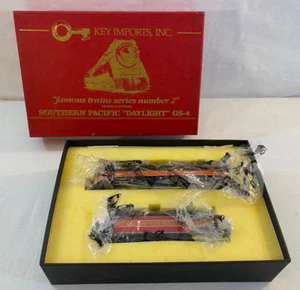 KEY IMPORTS, INC.
"famous trains series number 2"
SOUTHERN PACIFIC "DAYLIGHT" GS-4